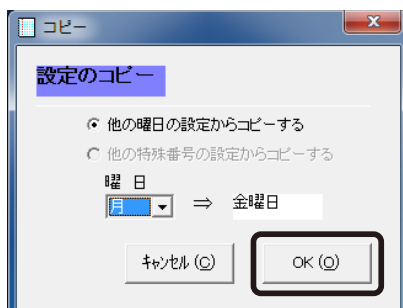 コピー
設定のコピー
他の曜日の設定からコピーする
他の特殊番号の設定からコピーする
曜 日
月 ⇒ 金曜日
ｷｬﾝｾﾙ (C) OK (O)